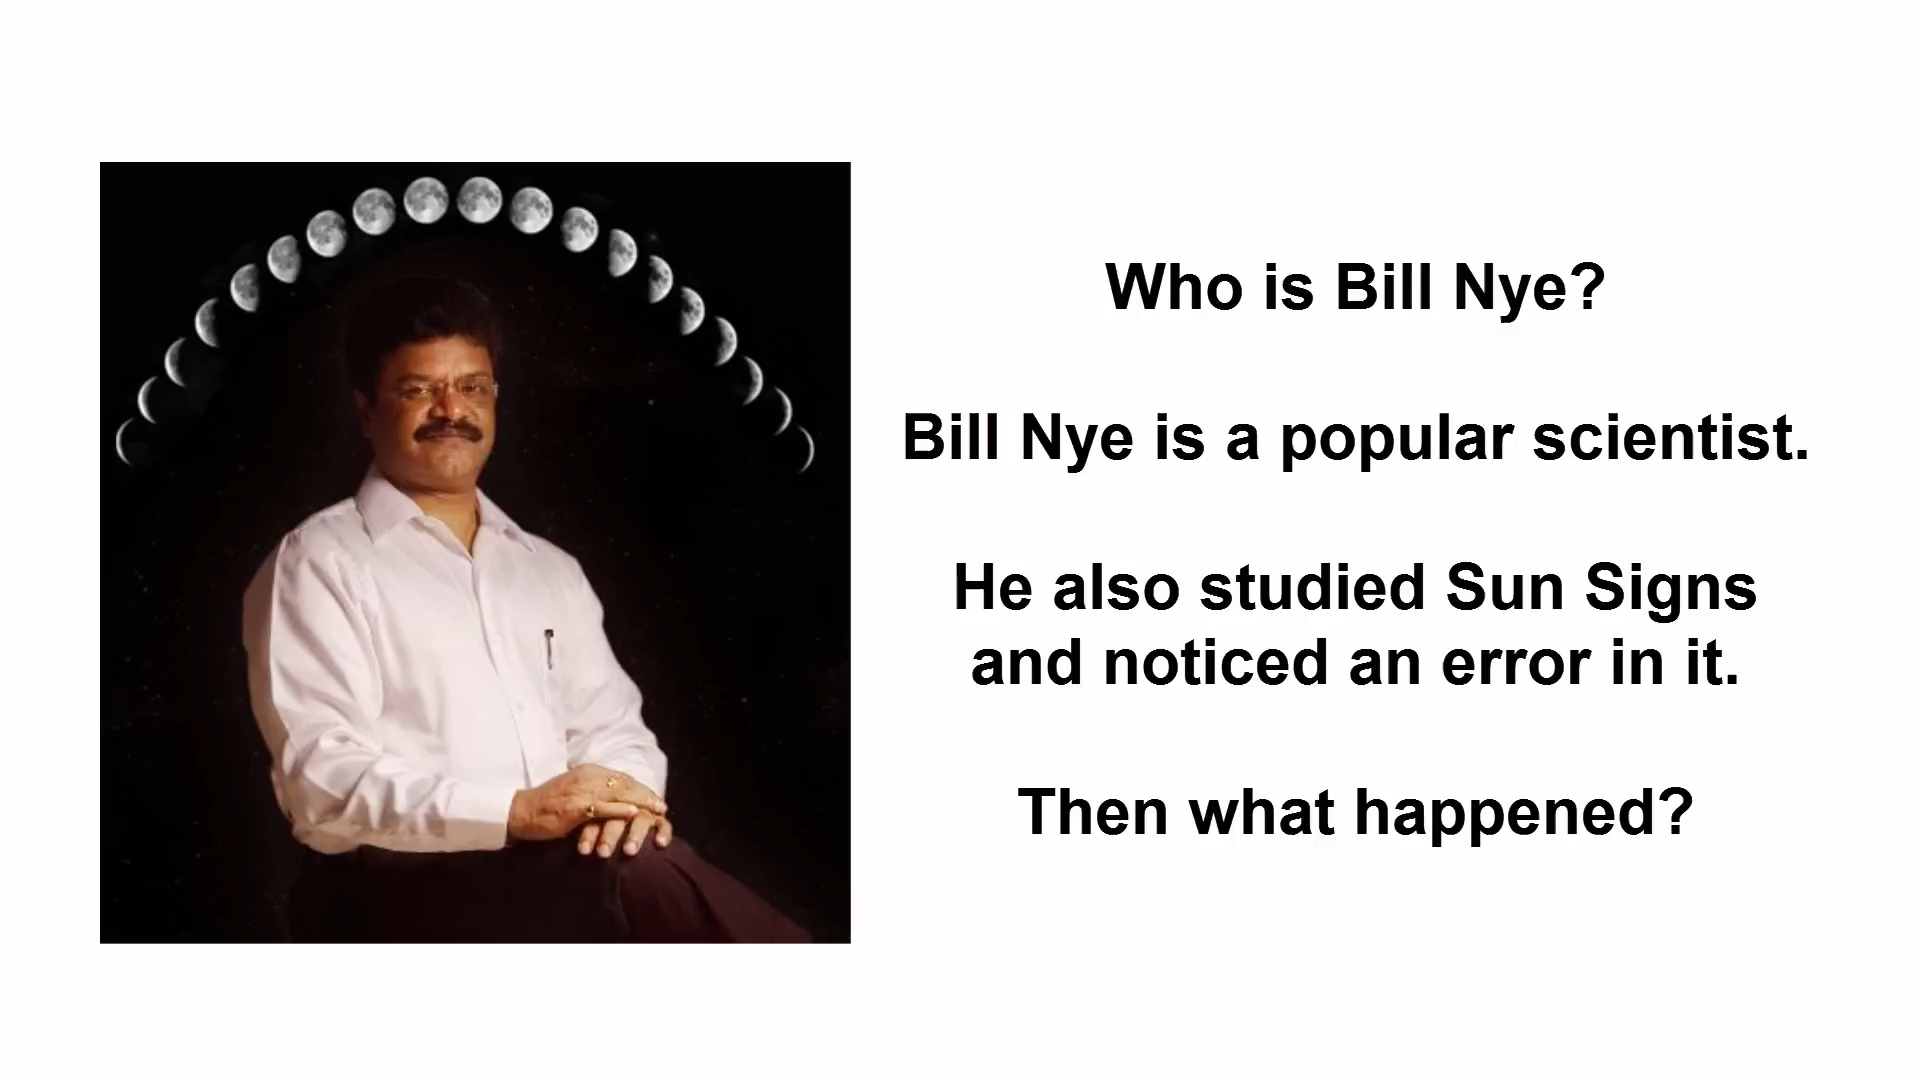 Who is Bill Nye?
Bill Nye is a popular scientist.
He also studied Sun Signs
and noticed an error in it.
Then what happened?